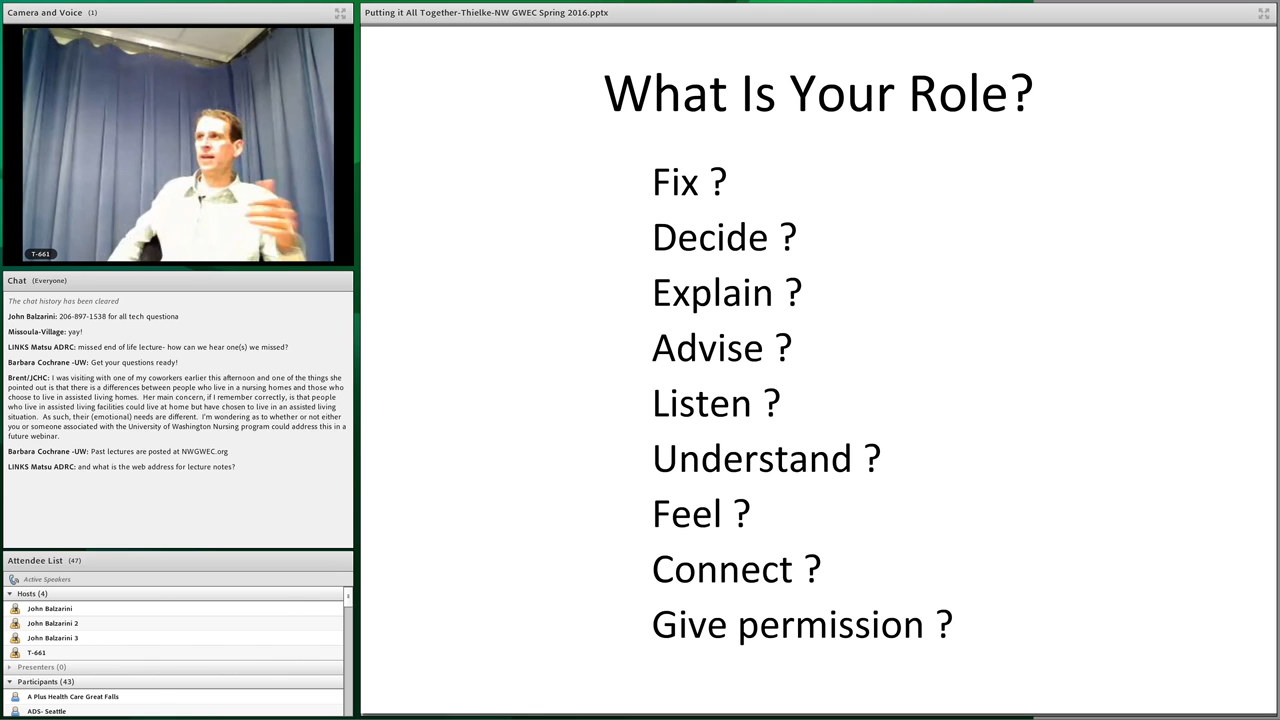 Camera and Voice (1)
T-661
Chat (Everyone)
The chat history has been cleared
John Balzarini: 206-897-1538 for all tech questiona
Missoula-Village: yay!
LINKS Matsu ADRC: missed end of life lecture- how can we hear one(s) we missed?
Barbara Cochrane -UW: Get your questions ready!
Brent/JCHC: I was visiting with one of my coworkers earlier this afternoon and one of the things she
pointed out is that there is a differences between people who live in a nursing homes and those who
choose to live in assisted living homes.  Her main concern, if I remember correctly, is that people
who live in assisted living facilities could live at home but have chosen to live in an assisted living
situation.  As such, their (emotional) needs are different.  I'm wondering as to whether or not either
you or someone associated with the University of Washington Nursing program could address this in a
future webinar.
Barbara Cochrane -UW: Past lectures are posted at NWGWEC.org
LINKS Matsu ADRC: and what is the web address for lecture notes?
Attendee List (47)
Active Speakers
Hosts (4)
John Balzarini
John Balzarini 2
John Balzarini 3
T-661
Presenters (0)
Participants (43)
A Plus Health Care Great Falls
ADS- Seattle
Putting it All Together-Thielke-NW GWEC Spring 2016.pptx
What Is Your Role?
Fix ?
Decide ?
Explain ?
Advise ?
Listen ?
Understand ?
Feel ?
Connect ?
Give permission ?